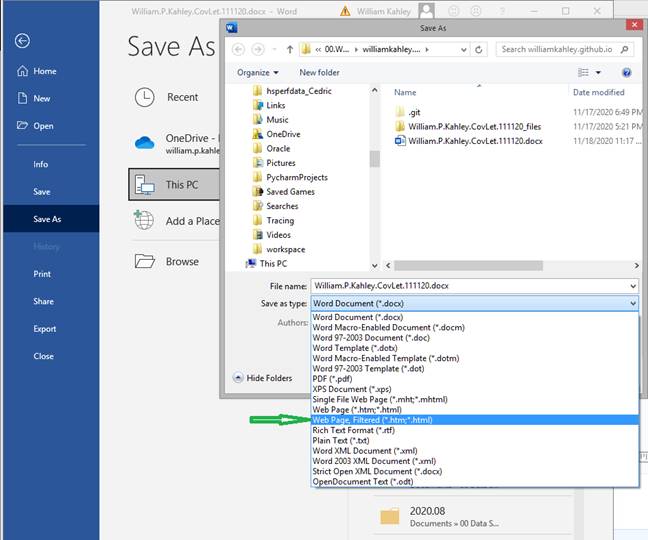 William.P.Kahley.CovLet.111120.docx - Word
William Kahley
Save As
Home
New
Open
Info
Save
Save As
History
Print
Share
Export
Close
Save As
Recent
OneDrive - 
william.p.kahle
This PC
Add a Place
Browse
2020.08
Documents » 00 Data S...
Save As
« 00.W...
williamkahley....
Search williamkahley.github.io
Organize
New folder
hsperfdata_Cedric
Links
Music
OneDrive
Oracle
Pictures
PycharmProjects
Saved Games
Searches
Tracing
Videos
workspace
This PC
Name
Date modified
.git
11/17/2020 6:49 PM
William.P.Kahley.CovLet.111120_files
11/17/2020 5:21 PM
William.P.Kahley.CovLet.111120.docx
11/18/2020 11:17 ...
File name:
William.P.Kahley.CovLet.111120.docx
Save as type:
Word Document (*.docx)
Authors:
Hide Folders
Word Document (*.docx)
Word Macro-Enabled Document (*.docm)
Word 97-2003 Document (*.doc)
Word Template (*.dotx)
Word Macro-Enabled Template (*.dotm)
Word 97-2003 Template (*.dot)
PDF (*.pdf)
XPS Document (*.xps)
Single File Web Page (*.mht;*.mhtml)
Web Page (*.htm;*.html)
Web Page, Filtered (*.htm;*.html)
Rich Text Format (*.rtf)
Plain Text (*.txt)
Word XML Document (*.xml)
Word 2003 XML Document (*.xml)
Strict Open XML Document (*.docx)
OpenDocument Text (*.odt)